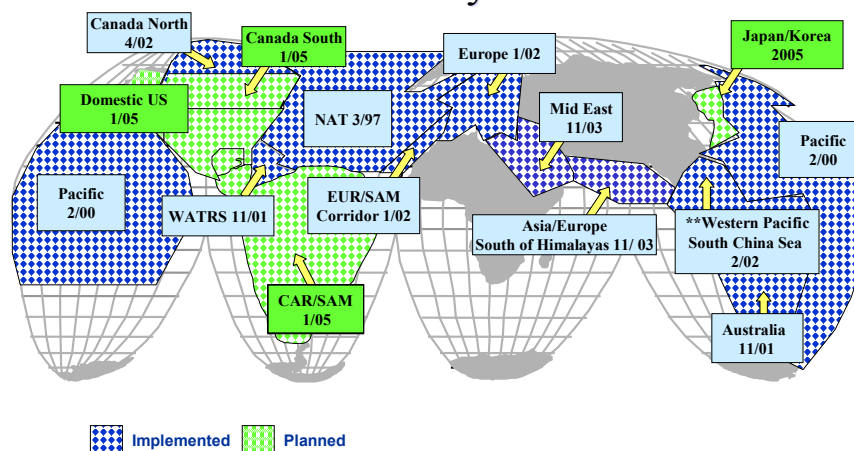 Canada North
4/02
Canada South
1/05
Europe 1/02
Japan/Korea
2005
Domestic US
1/05
NAT 3/97
Mid East
11/03
Pacific
2/00
Pacific
2/00
WATRS 11/01
EUR/SAM
Corridor 1/02
Asia/Europe
South of Himalayas 11/ 03
**Western Pacific
South China Sea
2/02
CAR/SAM
1/05
Australia
11/01
Implemented
Planned